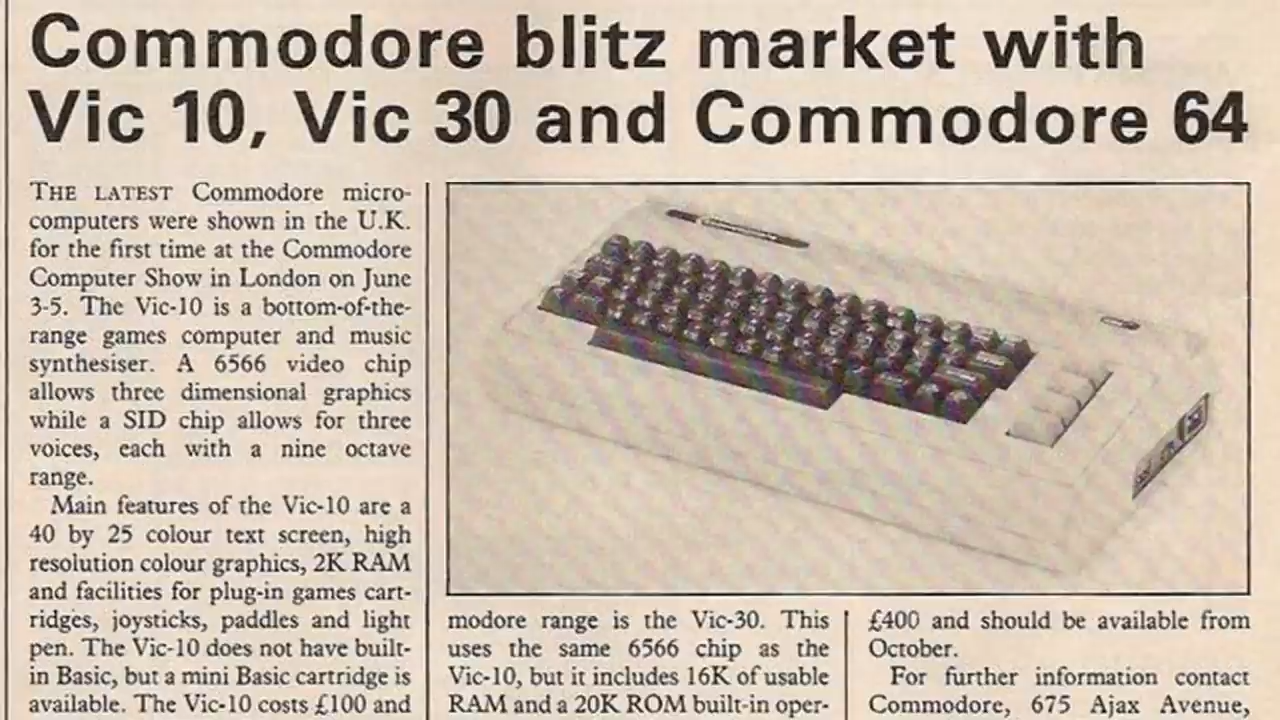 Commodore blitz market with
Vic 10, Vic 30 and Commodore 64
THE LATEST Commodore micro-
computers were shown in the U.K.
for the first time at the Commodore
Computer Show in London on June
3-5. The Vic-10 is a bottom-of-the-
range games computer and music
synthesiser. A 6566 video chip
allows three dimensional graphics
while a SID chip allows for three
voices, each with a nine octave
range.
Main features of the Vic-10 are a
40 by 25 colour text screen, high
resolution colour graphics, 2K RAM
and facilities for plug-in games cart-
ridges, joysticks, paddles and light
pen. The Vic-10 does not have built-
in Basic, but a mini Basic cartridge is
available. The Vic-10 costs £100 and
modore range is the Vic-30. This
uses the same 6566 chip as the
Vic-10, but it includes 16K of usable
RAM and a 20K ROM built-in oper-
£400 and should be available from
October.
For further information contact
Commodore, 675 Ajax Avenue,